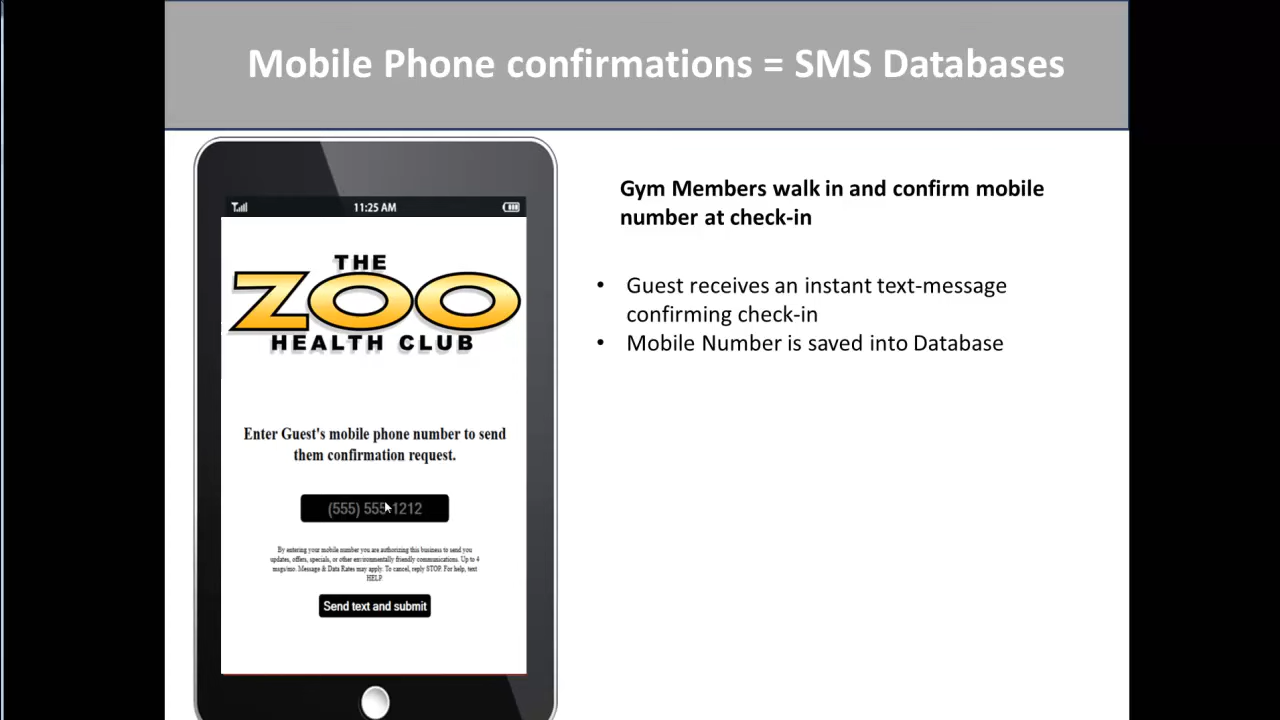 Mobile Phone confirmations = SMS Databases
11:25 AM
THE
ZOO
HEALTH CLUB
Enter Guest's mobile phone number to send
them confirmation request.
(555) 555-1212
By entering your mobile number you are authorizing this business to send you
updates, offers, specials, or other environmentally friendly communications. Up to 4
msgs/mo. Message & Data Rates may apply. To cancel, reply STOP. For help, text
HELP
Send text and submit
Gym Members walk in and confirm mobile
number at check-in
• Guest receives an instant text-message
confirming check-in
• Mobile Number is saved into Database